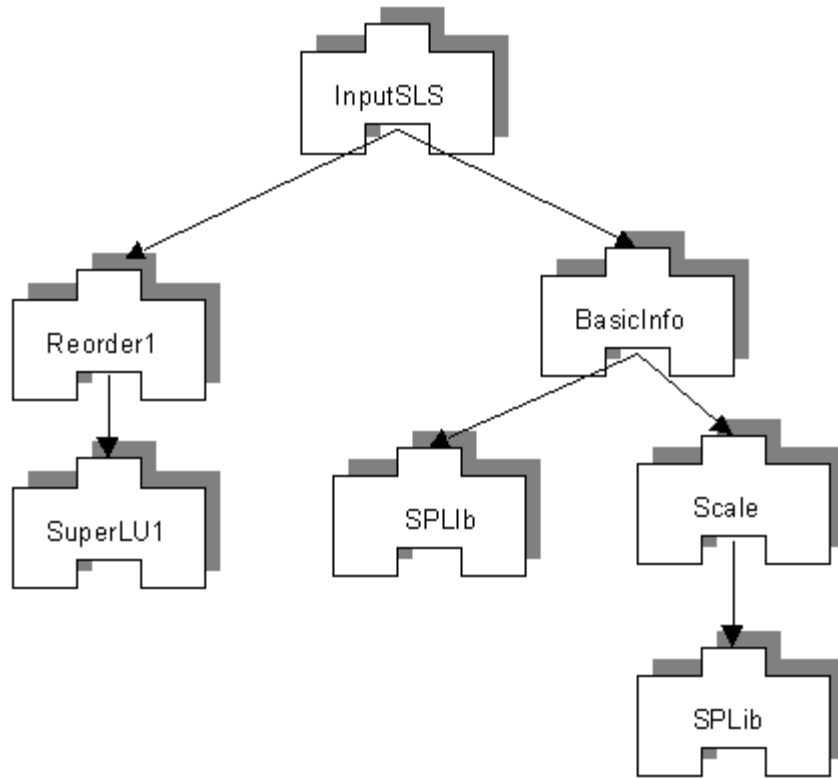 InputSLS
Reorder1
BasicInfo
SuperLU1
SPLIb
Scale
SPLib